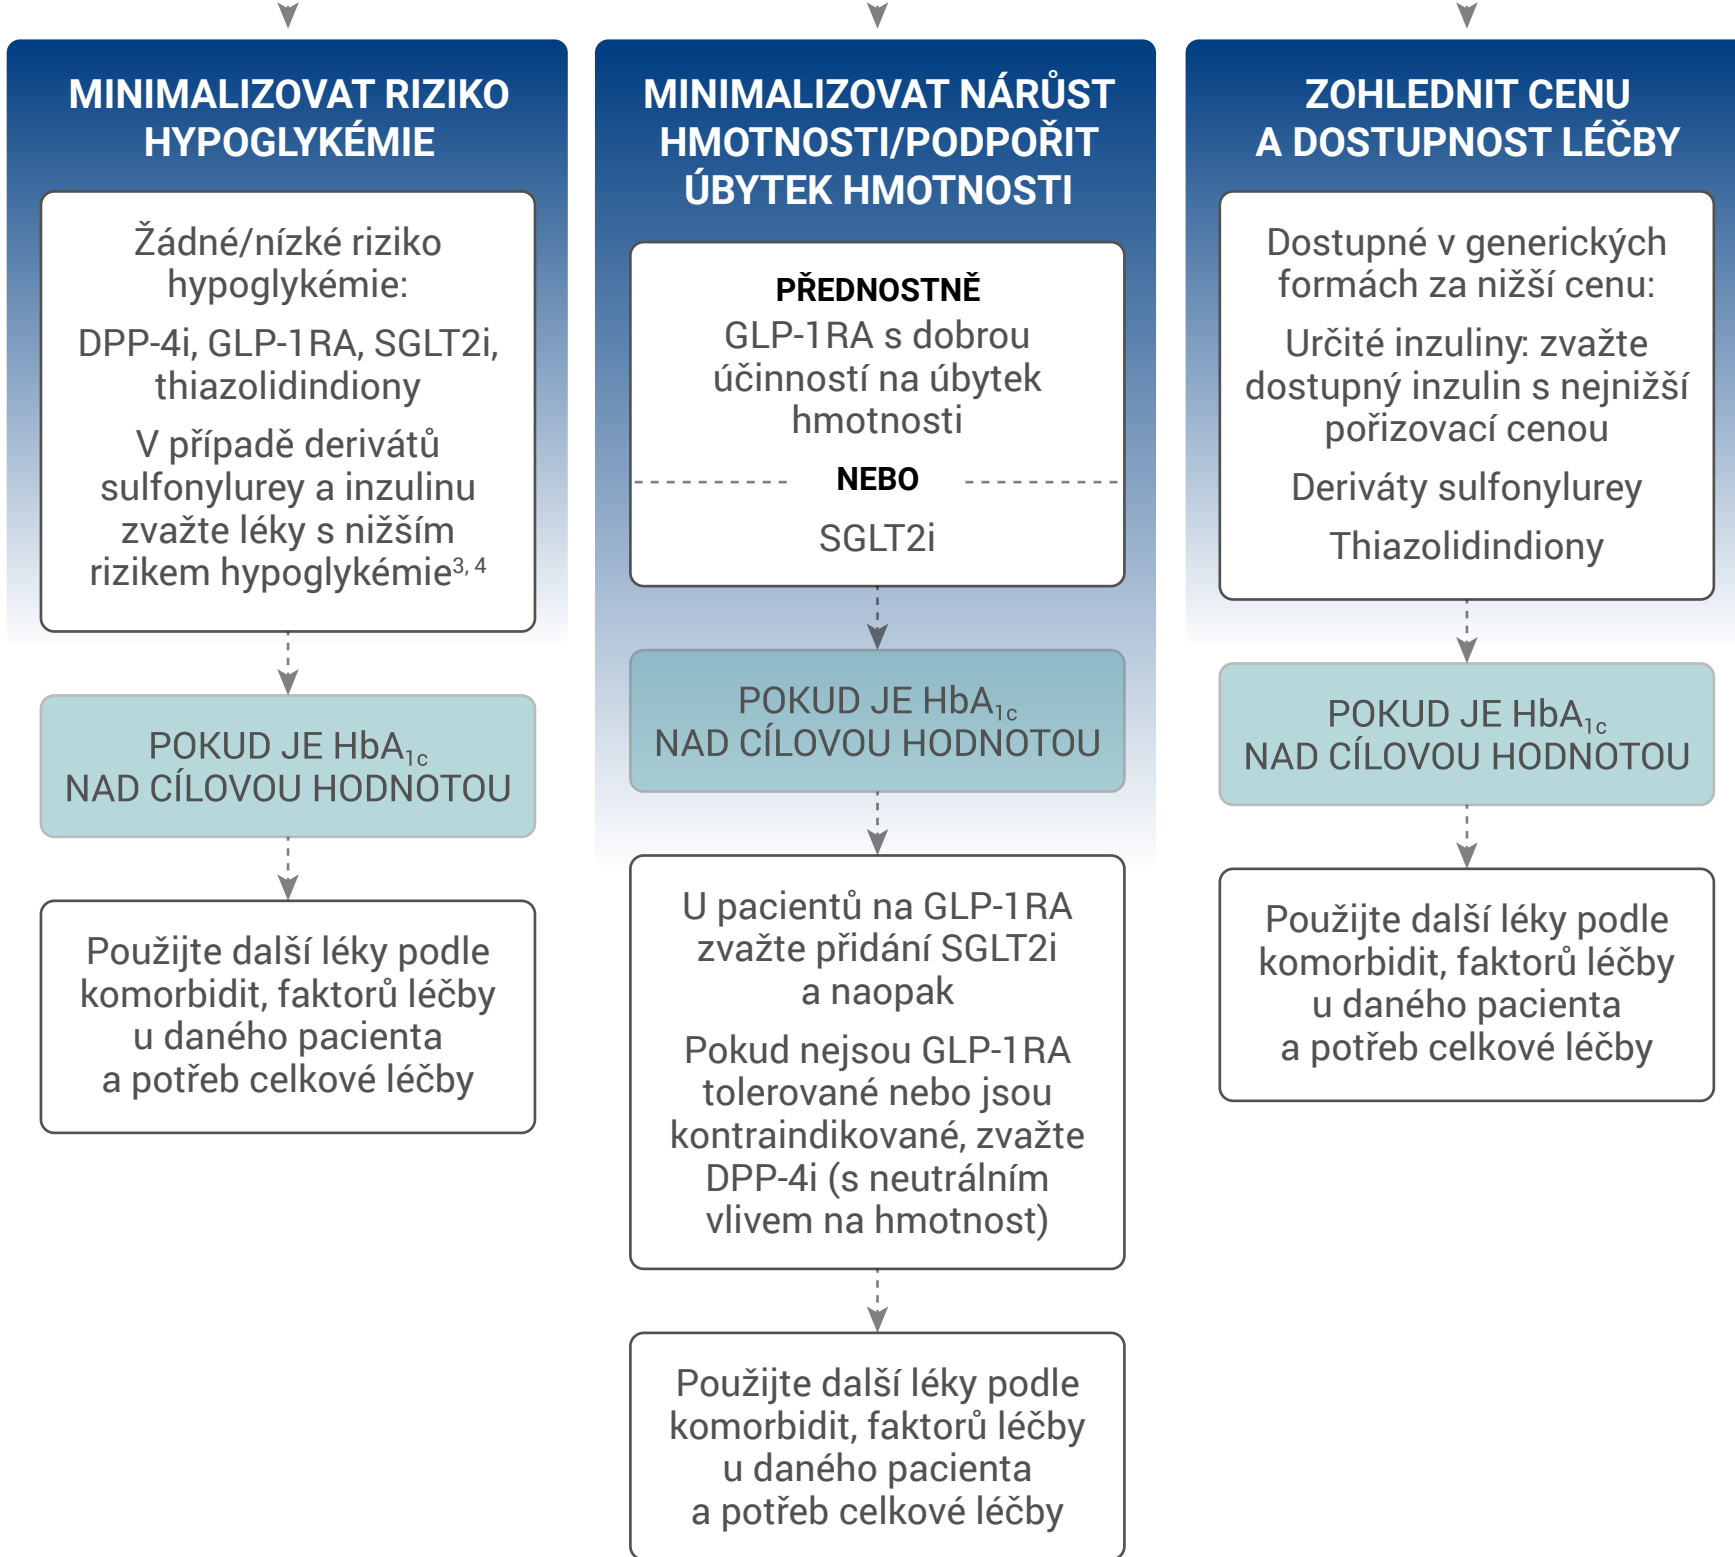 MINIMALIZOVAT RIZIKO
HYPOGLYKÉMIE
Žádné/nízké riziko
hypoglykémie:
DPP-4i, GLP-1RA, SGLT2i,
thiazolidindiony
V případě derivátů
sulfonylurey a inzulinu
zvažte léky s nižším
rizikem hypoglykémie3, 4
POKUD JE HbA1c
NAD CÍLOVOU HODNOTOU
Použijte další léky podle
komorbidit, faktorů léčby
u daného pacienta
a potřeb celkové léčby
MINIMALIZOVAT NÁRŮST
HMOTNOSTI/PODPOŘIT
ÚBYTEK HMOTNOSTI
PŘEDNOSTNĚ
GLP-1RA s dobrou
účinností na úbytek
hmotnosti
NEBO
SGLT2i
POKUD JE HbA1c
NAD CÍLOVOU HODNOTOU
U pacientů na GLP-1RA
zvažte přidání SGLT2i
a naopak
Pokud nejsou GLP-1RA
tolerované nebo jsou
kontraindikované, zvažte
DPP-4i (s neutrálním
vlivem na hmotnost)
Použijte další léky podle
komorbidit, faktorů léčby
u daného pacienta
a potřeb celkové léčby
ZOHLEDNIT CENU
A DOSTUPNOST LÉČBY
Dostupné v generických
formách za nižší cenu:
Určité inzuliny: zvažte
dostupný inzulin s nejnižší
pořizovací cenou
Deriváty sulfonylurey
Thiazolidindiony
POKUD JE HbA1c
NAD CÍLOVOU HODNOTOU
Použijte další léky podle
komorbidit, faktorů léčby
u daného pacienta
a potřeb celkové léčby